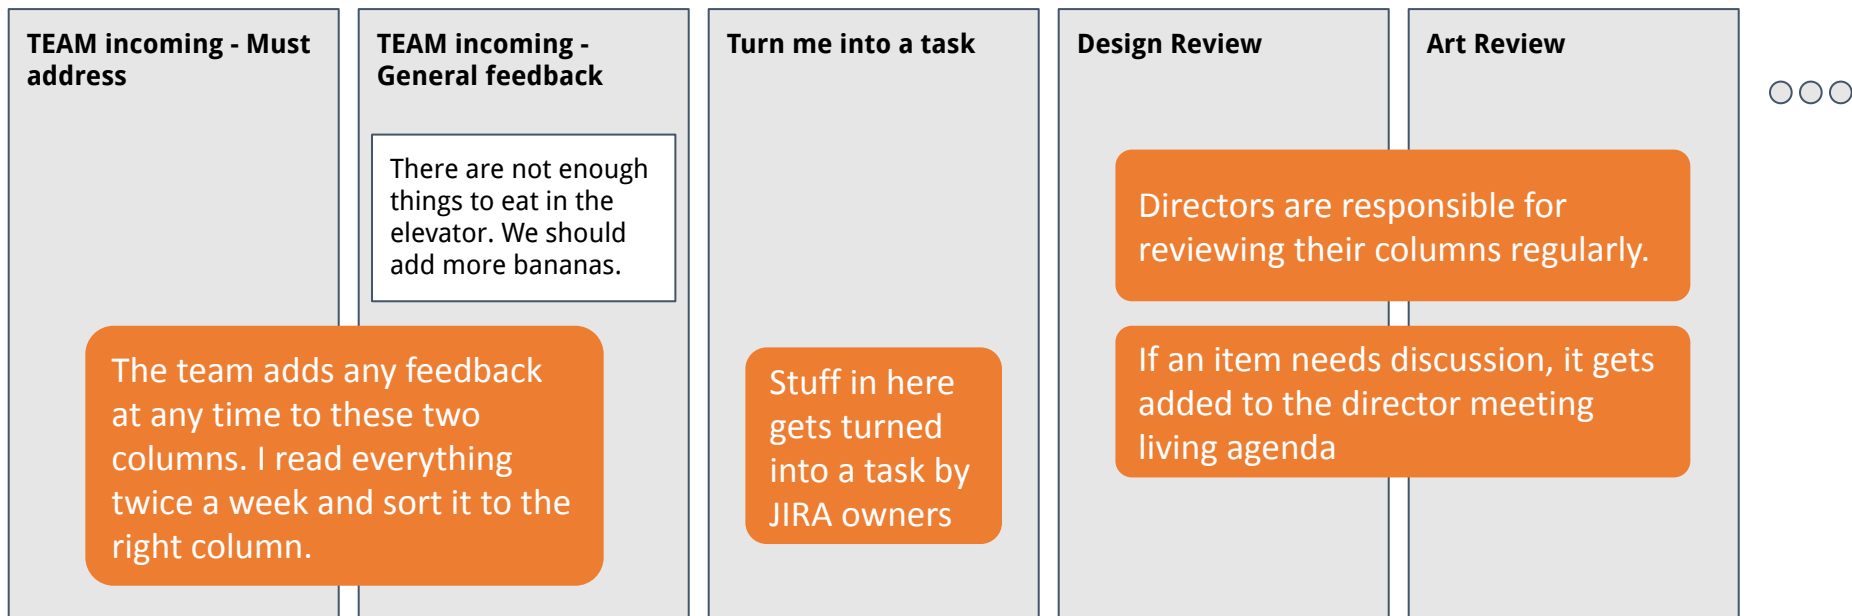 TEAM incoming - Must
address
TEAM incoming -
General feedback
Turn me into a task
Design Review
Art Review
There are not enough
things to eat in the
elevator. We should
add more bananas.
The team adds any feedback
at any time to these two
columns. I read everything
twice a week and sort it to the
right column.
Stuff in here
gets turned
into a task by
JIRA owners
Directors are responsible for
reviewing their columns regularly.
If an item needs discussion, it gets
added to the director meeting
living agenda